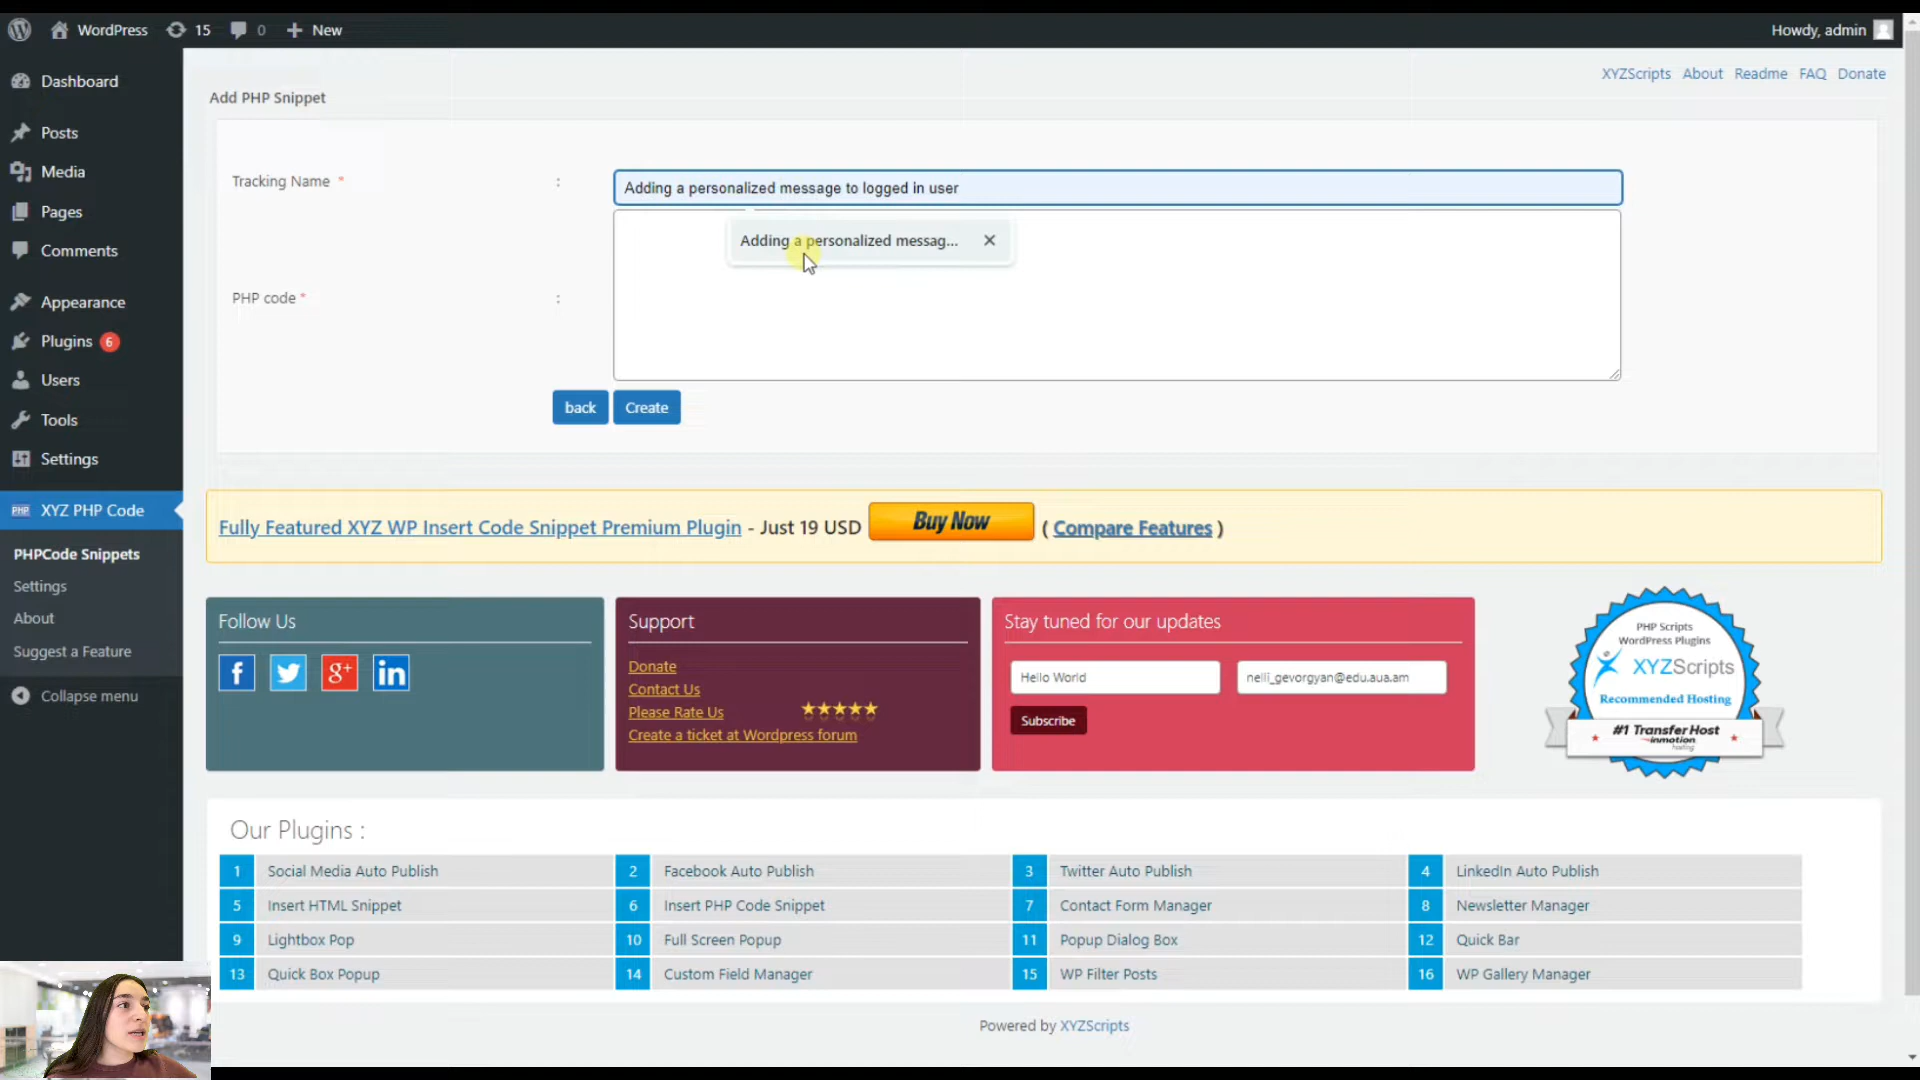 WordPress 15 0 New Howdy, admin
XYZScripts About Readme FAQ Donate
Dashboard
Posts
Media
Pages
Comments
Appearance
Plugins 6
Users
Tools
Settings
PHP XYZ PHP Code
PHPCode Snippets
Settings
About
Suggest a Feature
Collapse menu
Add PHP Snippet
Tracking Name * : Adding a personalized message to logged in user
Adding a personalized messag... ✕
PHP code * :
back Create
Fully Featured XYZ WP Insert Code Snippet Premium Plugin - Just 19 USD Buy Now ( Compare Features )
Follow Us
f g+ in
Support
Donate
Contact Us
Please Rate Us ★★★★★
Create a ticket at Wordpress forum
Stay tuned for our updates
Hello World nelli_gevorgyan@edu.aua.am
Subscribe
PHP Scripts
WordPress Plugins
XYZScripts
Recommended Hosting
#1 Transfer Host
inmotion
hosting
Our Plugins :
1 Social Media Auto Publish 2 Facebook Auto Publish 3 Twitter Auto Publish 4 LinkedIn Auto Publish
5 Insert HTML Snippet 6 Insert PHP Code Snippet 7 Contact Form Manager 8 Newsletter Manager
9 Lightbox Pop 10 Full Screen Popup 11 Popup Dialog Box 12 Quick Bar
13 Quick Box Popup 14 Custom Field Manager 15 WP Filter Posts 16 WP Gallery Manager
Powered by XYZScripts